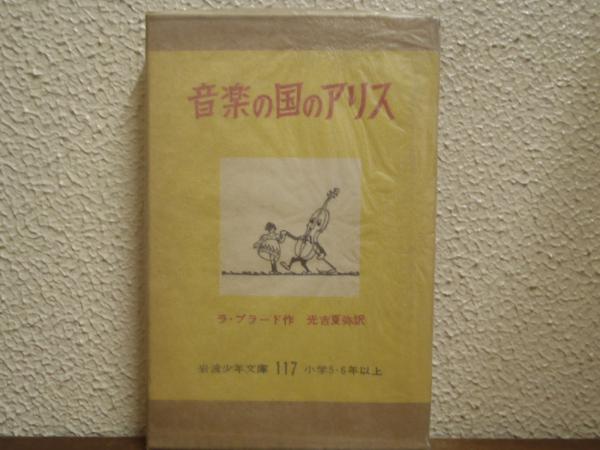 音楽の国のアリス
ラ・プラード作 光吉夏弥訳
岩波少年文庫 117 小学5・6年以上